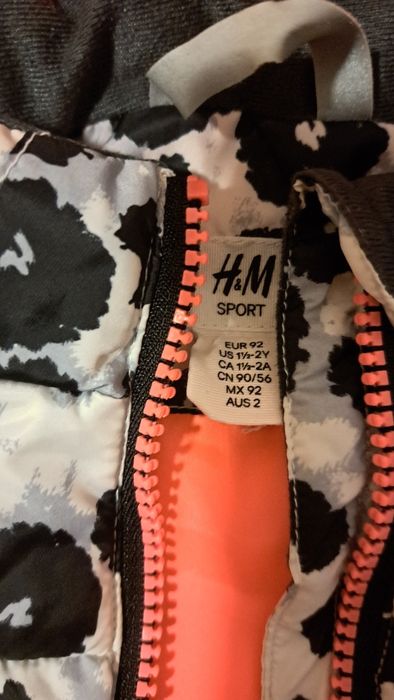 H&M
SPORT
EUR 92
US 1½-2Y
CA 1½-2A
CN 90/56
MX 92
AUS 2